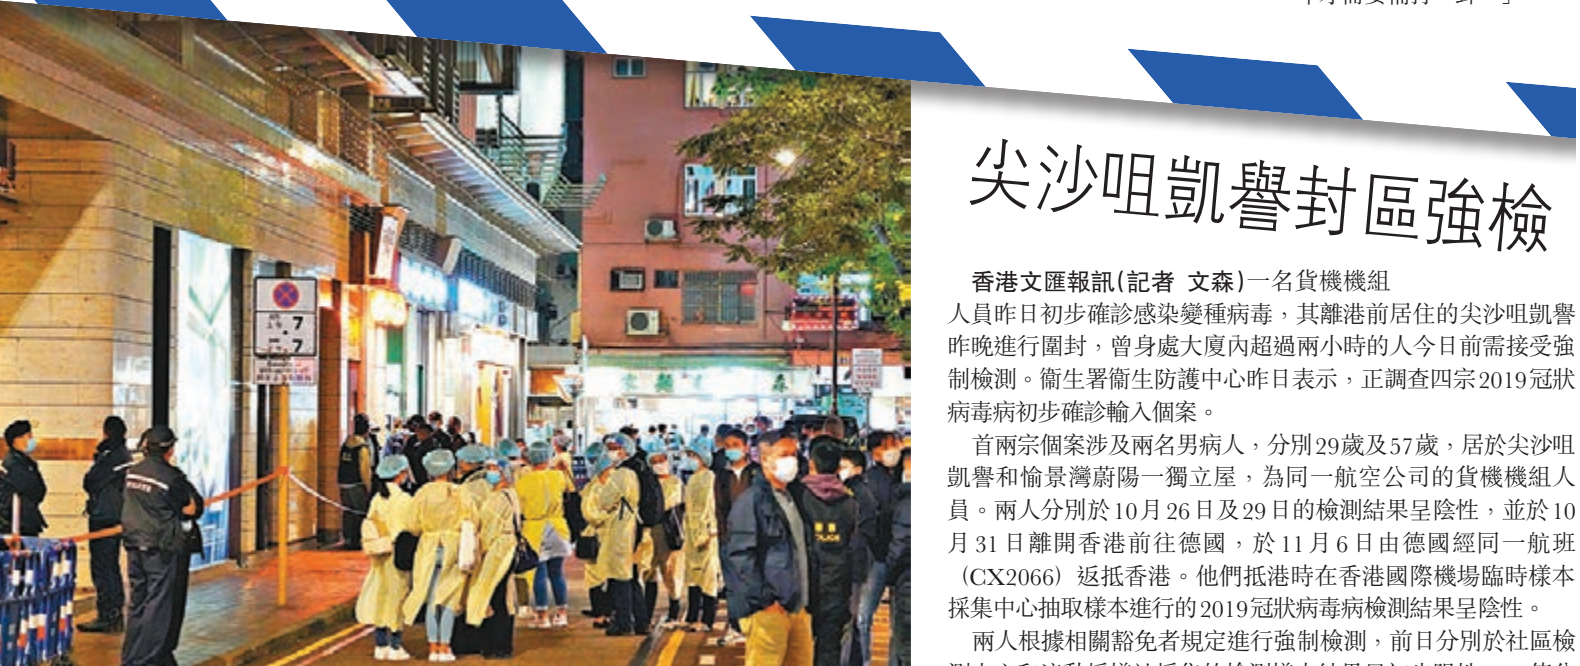 尖沙咀凱譽封區強檢
香港文匯報訊(記者 文森)一名貨機機組
人員昨日初步確診感染變種病毒，其離港前居住的尖沙咀凱譽
昨晚進行圍封，曾身處大廈內超過兩小時的人今日前需接受強
制檢測。衞生署衞生防護中心昨日表示，正調查四宗2019冠狀
病毒病初步確診輸入個案。
首兩宗個案涉及兩名男病人，分別29歲及57歲，居於尖沙咀
凱譽和愉景灣蔚陽一獨立屋，為同一航空公司的貨機機組人
員。兩人分別於10月26日及29日的檢測結果呈陰性，並於10
月31日離開香港前往德國，於11月6日由德國經同一航班
（CX2066）返抵香港。他們抵港時在香港國際機場臨時樣本
採集中心抽取樣本進行的2019冠狀病毒病檢測結果呈陰性。
兩人根據相關豁免者規定進行強制檢測，前日分別於社區檢
POLICE
POLICE
7
7